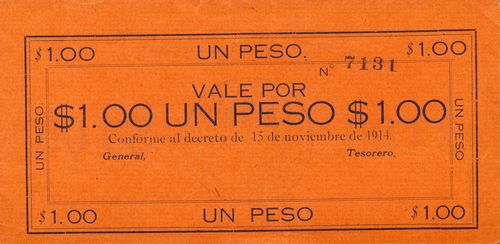 $1.00 UN PESO. $1.00
Nº 7131
VALE POR
$1.00 UN PESO $1.00
Conforme al decreto de 15 de noviembre de 1914.
General, Tesorero,
UN PESO
UN PESO
$1.00 UN PESO $1.00